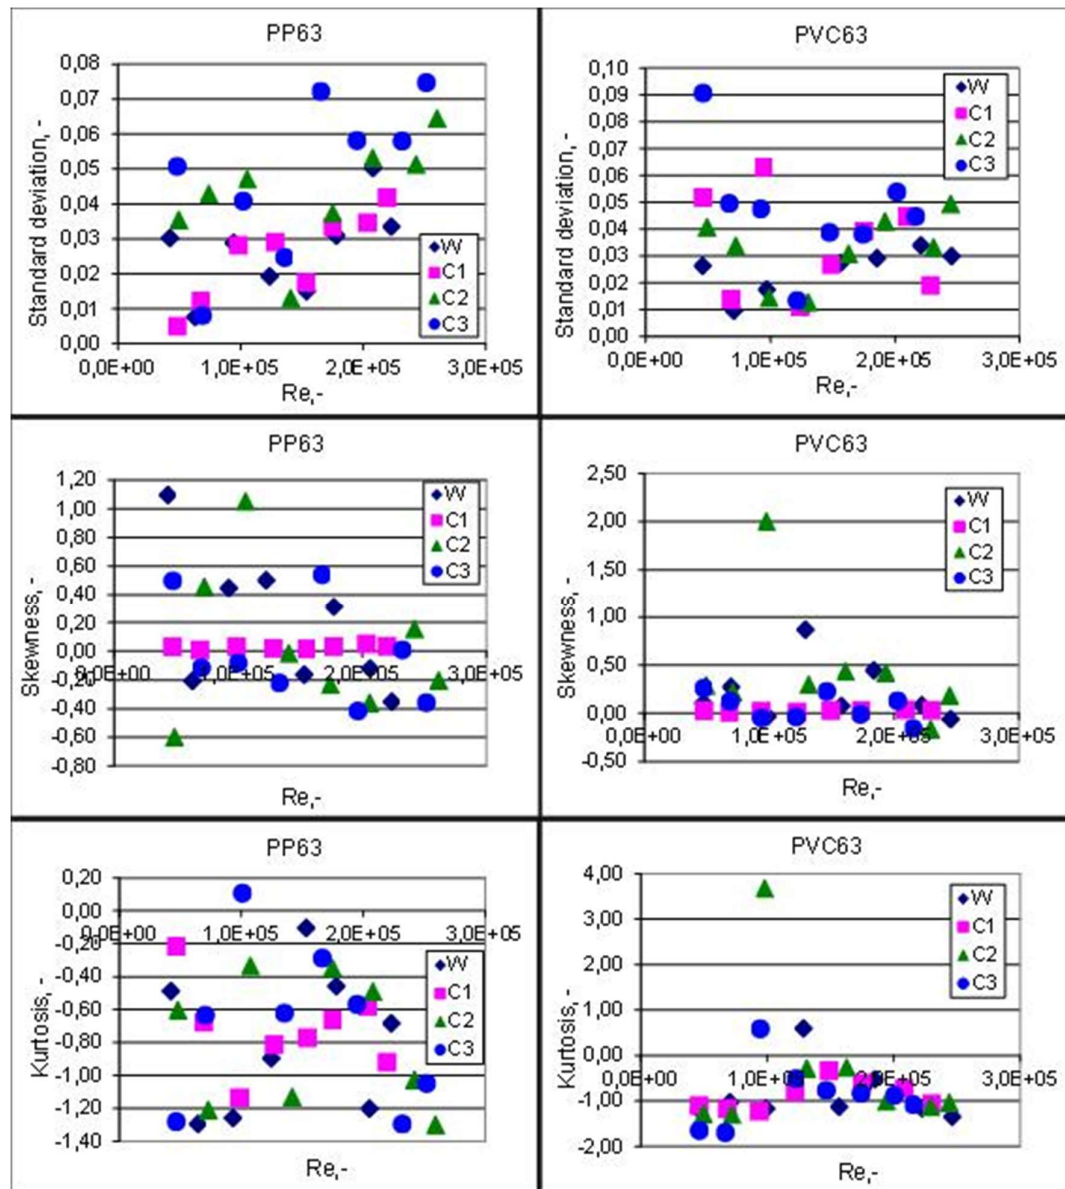 PP63
0,08
0,07
0,06
0,05
0,04
0,03
0,02
0,01
0,00
Standard deviation, -
W
C1
C2
C3
0,0E+00 1,0E+05 2,0E+05 3,0E+05
Re,-
PVC63
0,10
0,09
0,08
0,07
0,06
0,05
0,04
0,03
0,02
0,01
0,00
Standard deviation, -
W
C1
C2
C3
0,0E+00 1,0E+05 2,0E+05 3,0E+05
Re,-
PP63
1,20
1,00
0,80
0,60
0,40
0,20
0,00
-0,20
-0,40
-0,60
-0,80
Skewness, -
W
C1
C2
C3
0,0E+00 1,0E+05 2,0E+05 3,0E+05
Re,-
PVC63
2,50
2,00
1,50
1,00
0,50
0,00
-0,50
Skewness, -
W
C1
C2
C3
0,0E+00 1,0E+05 2,0E+05 3,0E+05
Re,-
PP63
0,20
0,00
-0,20
-0,40
-0,60
-0,80
-1,00
-1,20
-1,40
Kurtosis, -
W
C1
C2
C3
0,0E+00 1,0E+05 2,0E+05 3,0E+05
Re,-
PVC63
4,00
3,00
2,00
1,00
0,00
-1,00
-2,00
Kurtosis, -
W
C1
C2
C3
0,0E+00 1,0E+05 2,0E+05 3,0E+05
Re,-